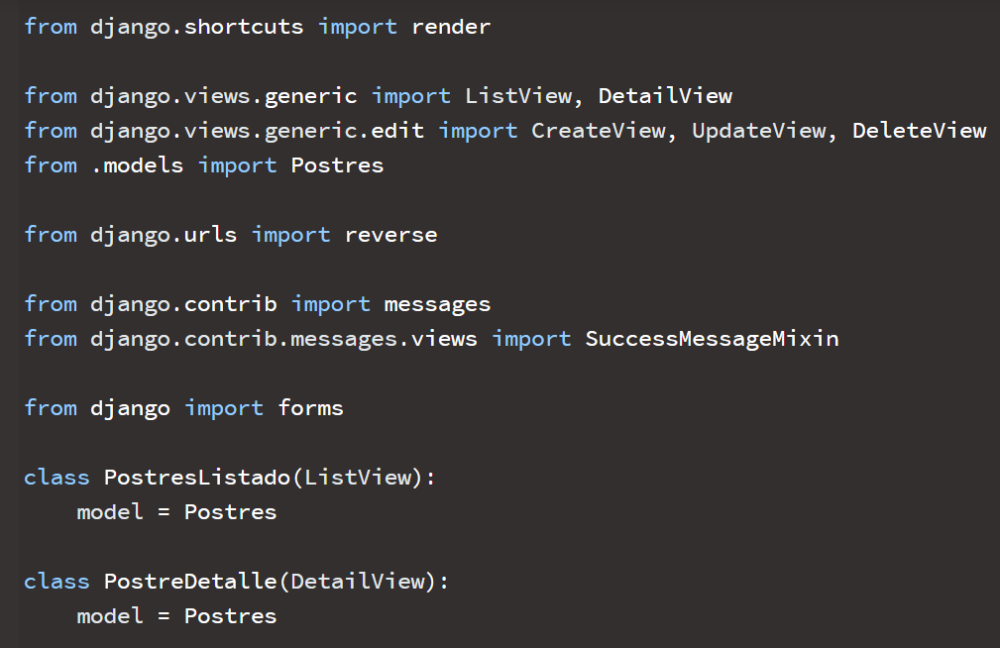 from django.shortcuts import render
from django.views.generic import ListView, DetailView
from django.views.generic.edit import CreateView, UpdateView, DeleteView
from .models import Postres
from django.urls import reverse
from django.contrib import messages
from django.contrib.messages.views import SuccessMessageMixin
from django import forms
class PostresListado(ListView):
    model = Postres
class PostreDetalle(DetailView):
    model = Postres